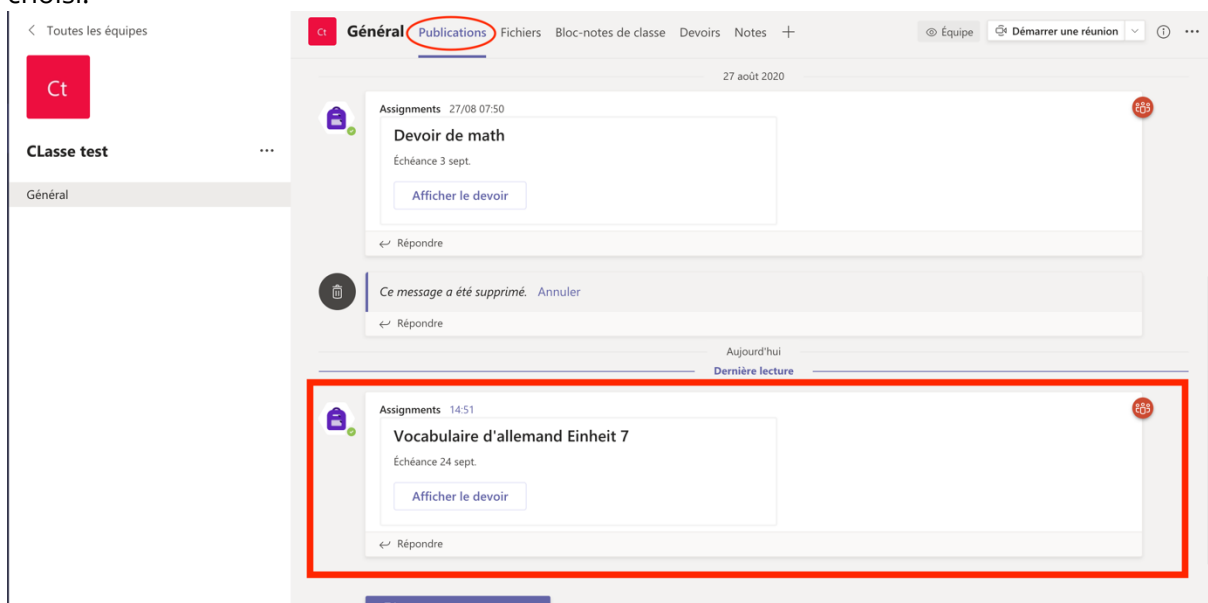 choisi.
Toutes les équipes
Ct
CLasse test
...
Général
Ct Général Publications Fichiers Bloc-notes de classe Devoirs Notes + Équipe Démarrer une réunion ...
27 août 2020
Assignments 27/08 07:50
Devoir de math
Échéance 3 sept.
Afficher le devoir
Répondre
Ce message a été supprimé. Annuler
Répondre
Aujourd'hui
Dernière lecture
Assignments 14:51
Vocabulaire d'allemand Einheit 7
Échéance 24 sept.
Afficher le devoir
Répondre